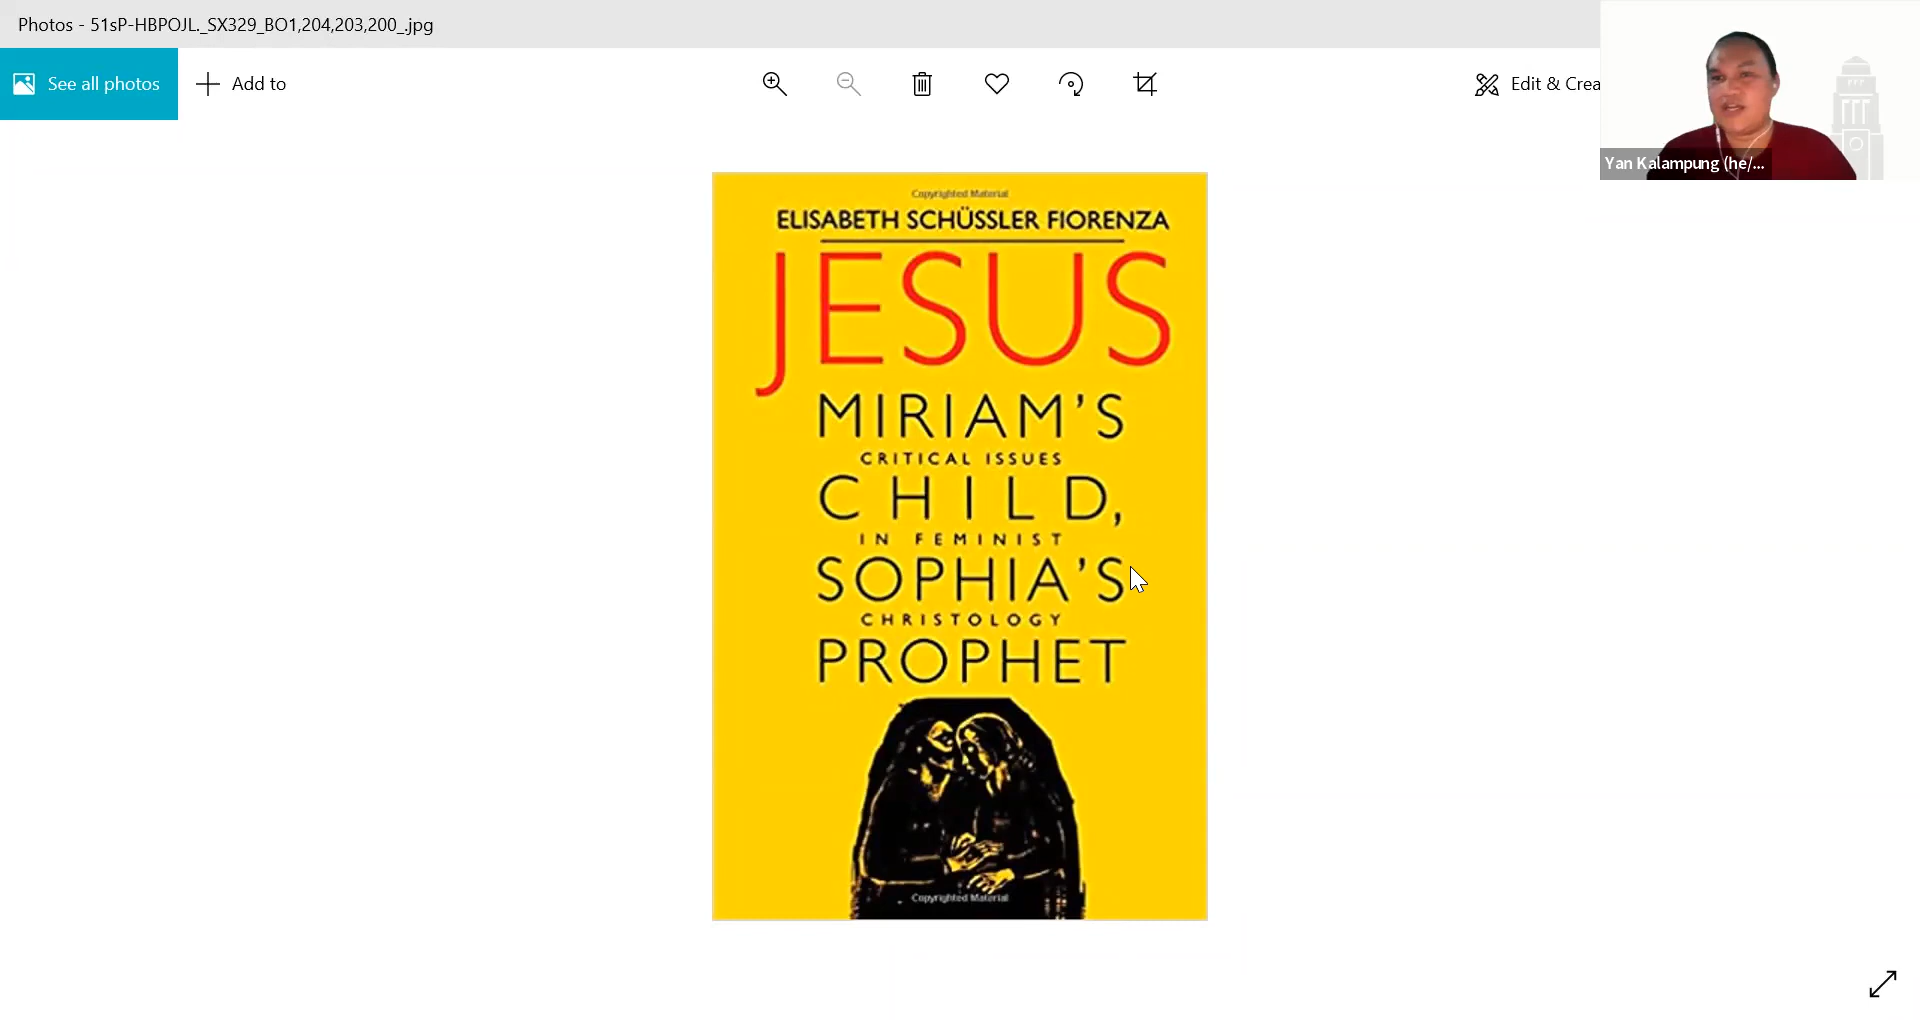 Photos - 51sP-HBPOJL._SX329_BO1,204,203,200_.jpg
See all photos
Add to
Edit & Crea
Yan Kalampung (he/...
Copyrighted Material
ELISABETH SCHÜSSLER FIORENZA
JESUS
MIRIAM'S
CRITICAL ISSUES
CHILD,
IN FEMINIST
SOPHIA'S
CHRISTOLOGY
PROPHET
Copyrighted Material